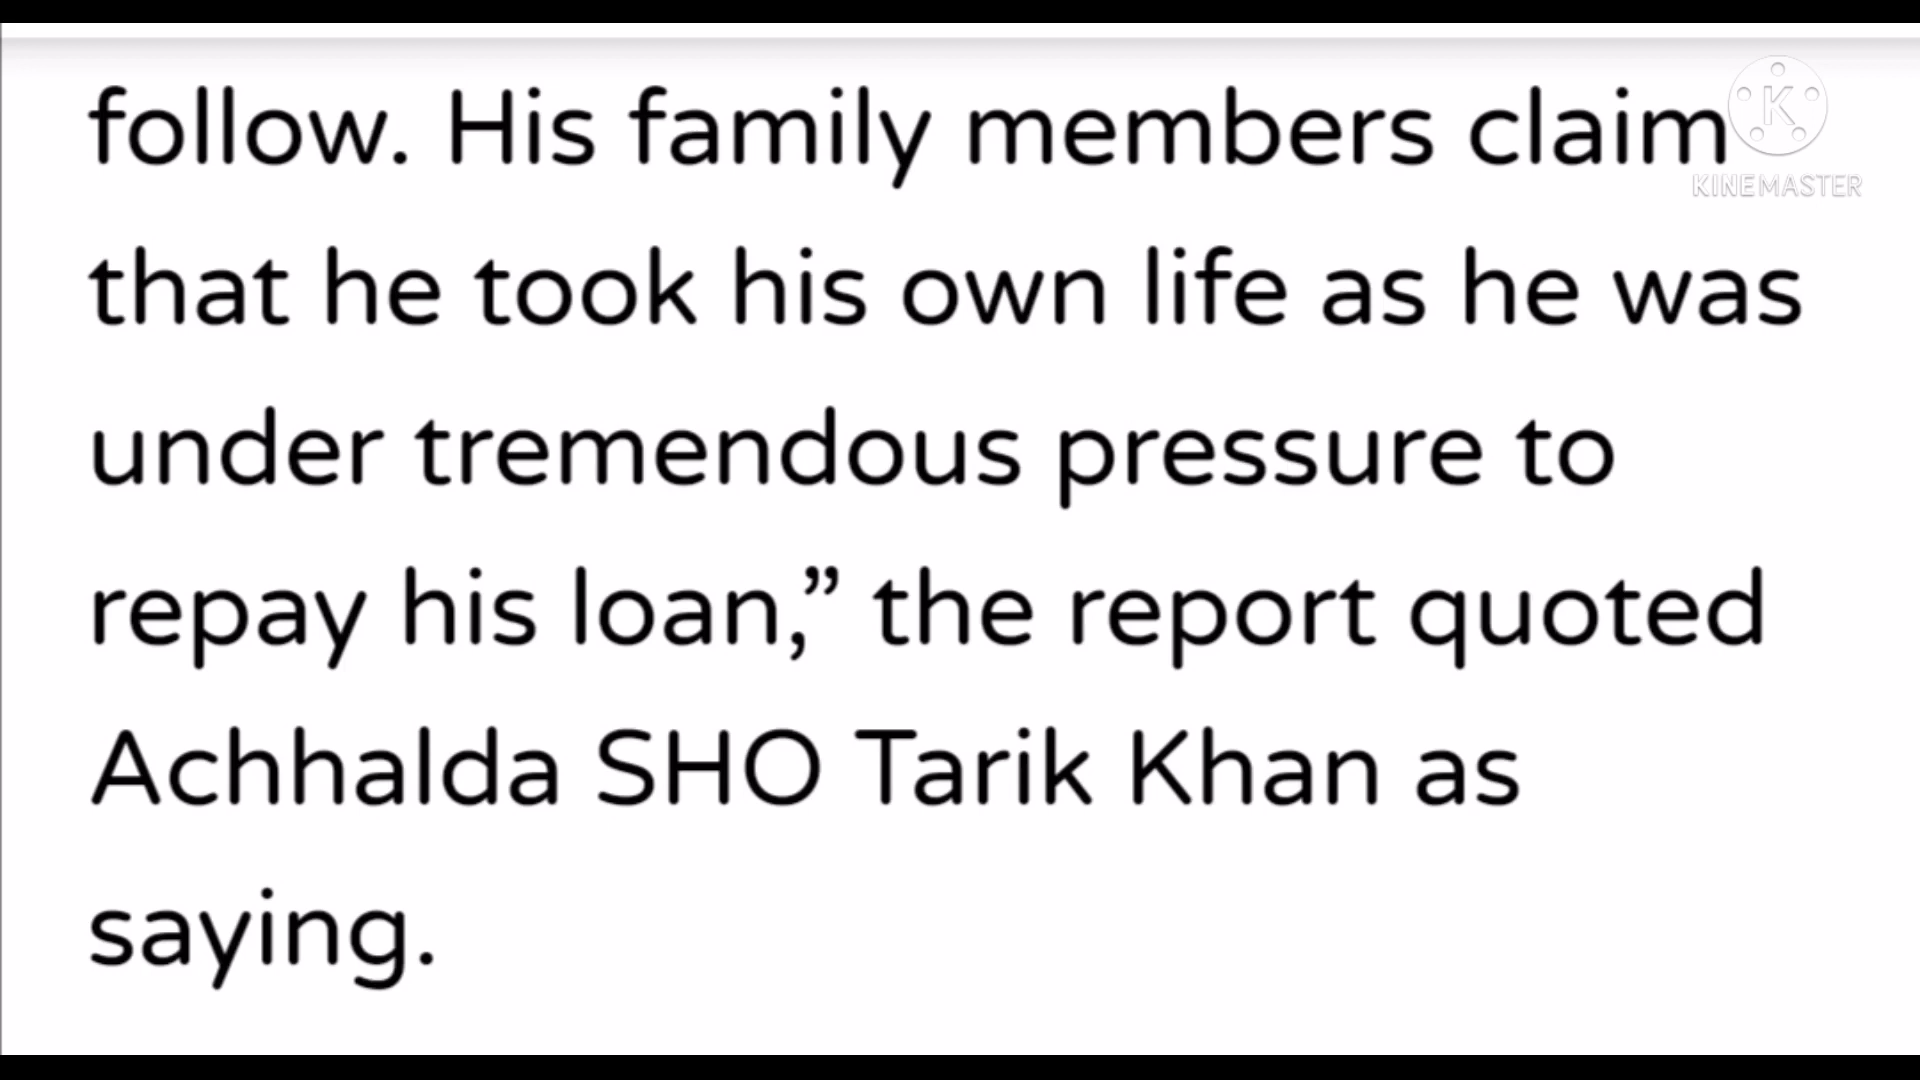 follow. His family members claim
KINEMASTER
that he took his own life as he was
under tremendous pressure to
repay his loan,” the report quoted
Achhalda SHO Tarik Khan as
saying.